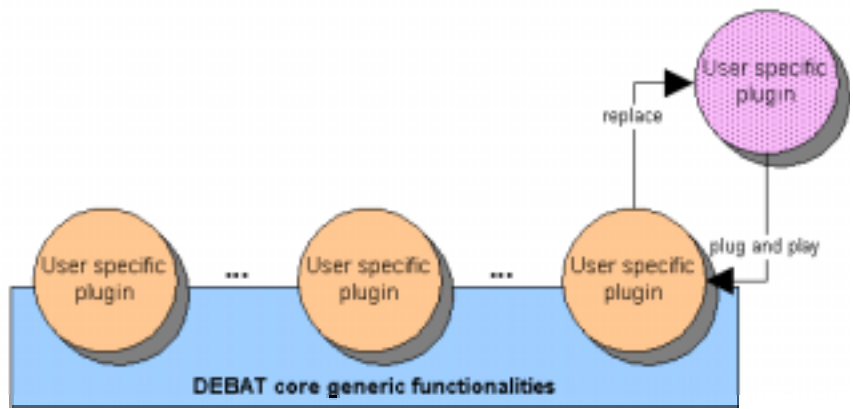 User specific
plugin
replace
plug and play
User specific
plugin
...
User specific
plugin
...
User specific
plugin
DEBAT core generic functionalities